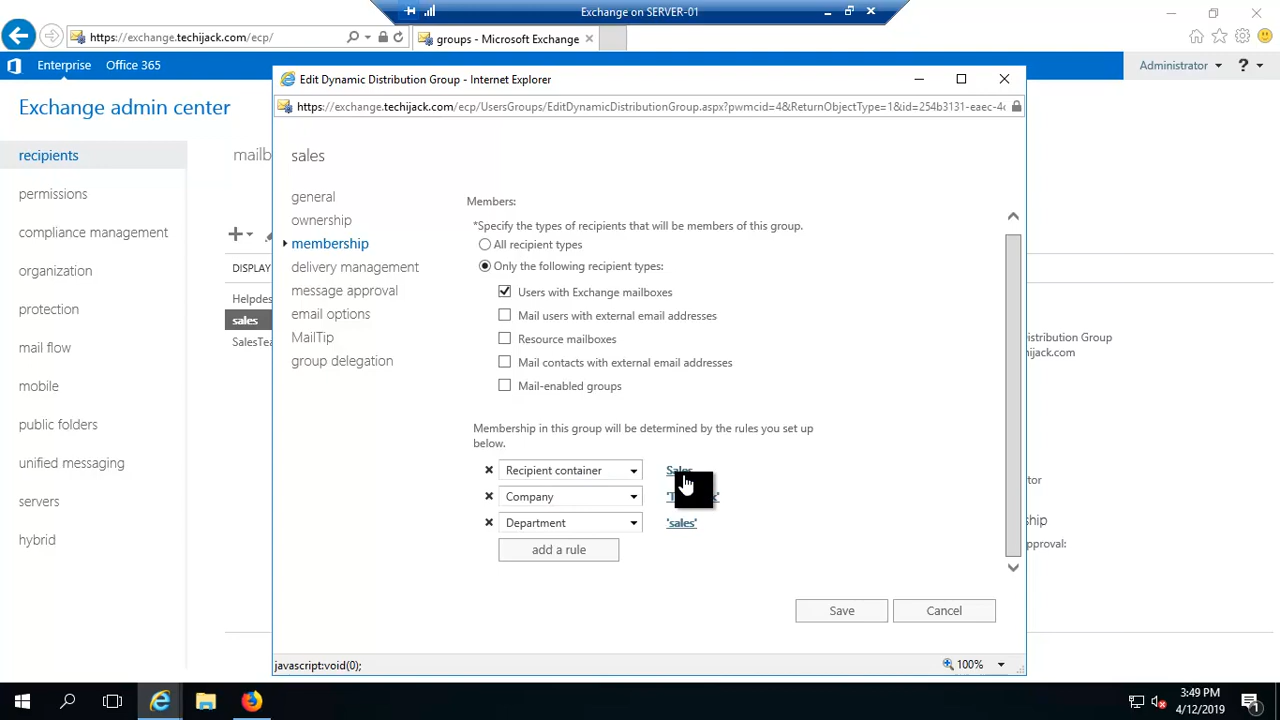 Exchange on SERVER-01
https://exchange.techijack.com/ecp/
groups - Microsoft Exchange
Enterprise Office 365
Administrator ?
Exchange admin center
recipients
permissions
compliance management
organization
protection
mail flow
mobile
public folders
unified messaging
servers
hybrid
mailb
DISPLAY
Helpdes
sales
SalesTea
Edit Dynamic Distribution Group - Internet Explorer
https://exchange.techijack.com/ecp/UsersGroups/EditDynamicDistributionGroup.aspx?pwmcid=4&ReturnObjectType=1&id=254b3131-eaec-4c
sales
general
ownership
membership
delivery management
message approval
email options
MailTip
group delegation
Members:
*Specify the types of recipients that will be members of this group.
All recipient types
Only the following recipient types:
Users with Exchange mailboxes
Mail users with external email addresses
Resource mailboxes
Mail contacts with external email addresses
Mail-enabled groups
Membership in this group will be determined by the rules you set up
below.
Recipient container Sales
Company
Department 'sales'
add a rule
Save Cancel
javascript:void(0);
100%
istribution Group
hijack.com
tor
hip
pproval:
3:49 PM
4/12/2019
1